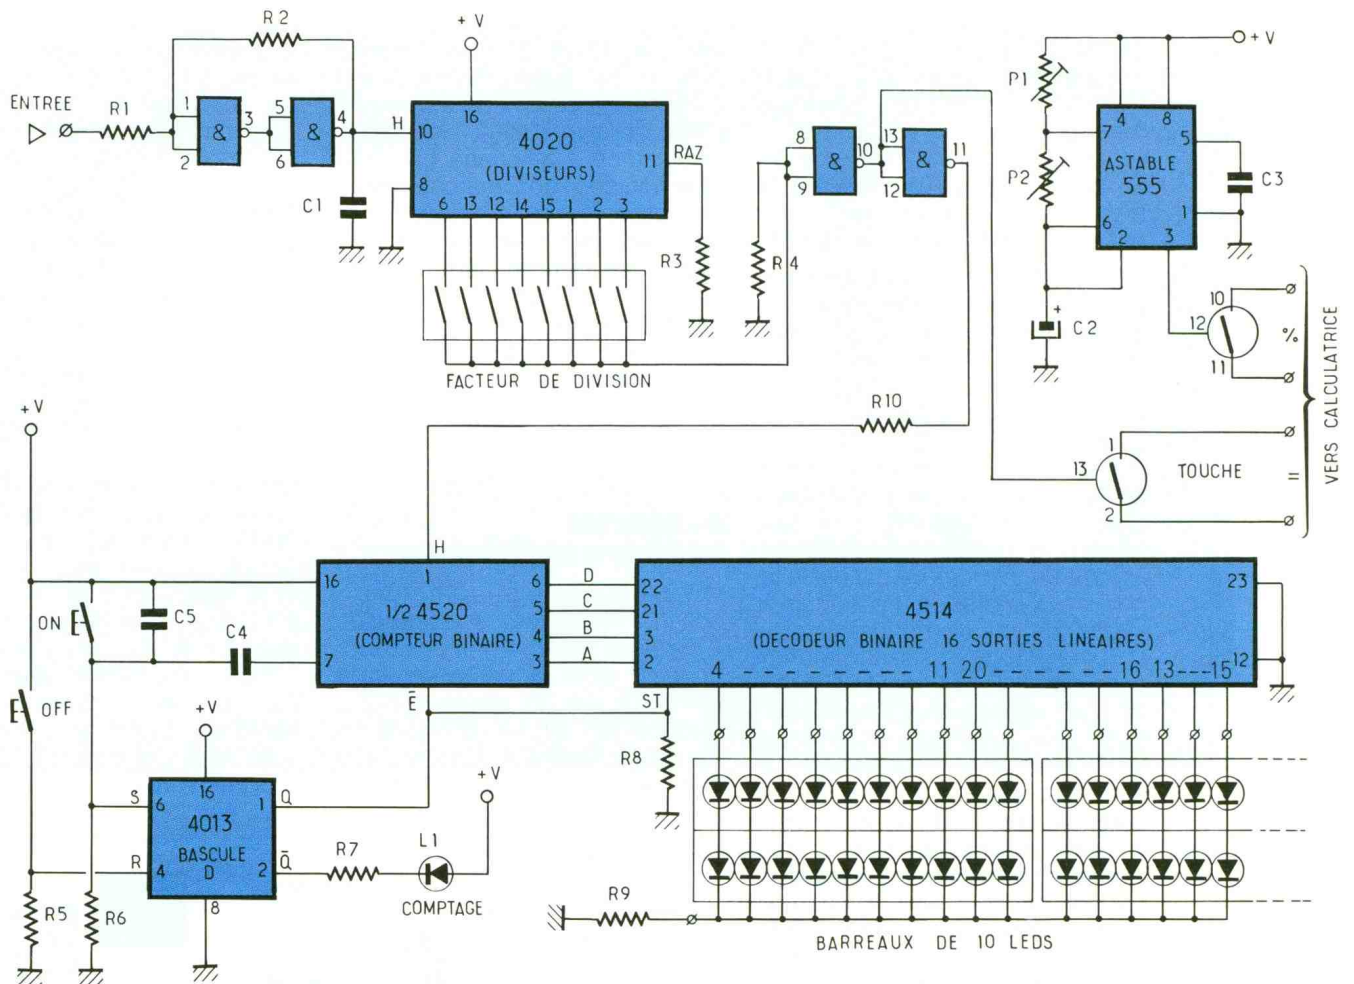 R 2
+ V
+ V
ENTREE
R1
1
2
&
3
5
6
&
4
H
10
16
4020
(DIVISEURS)
11
RAZ
8
6 13 12 14 15 1 2 3
C1
R3
R 4
8
9
&
10
13
12
&
11
P1
P2
7
4
8
5
ASTABLE
555
6
2
3
1
C3
+
C2
10
12
11
%
1
13
2
TOUCHE
=
VERS CALCULATRICE
FACTEUR DE DIVISION
R10
+ V
H
16
1
6
D
1/2 4520
(COMPTEUR BINAIRE)
5
C
4
B
7
3
A
E̅
ON
C5
C4
OFF
22
21
3
2
4514
(DECODEUR BINAIRE 16 SORTIES LINEAIRES)
23
12
4 - - - - - - - 11 20 - - - - 16 13 --- 15
ST
R8
+V
S
6
16
1
Q
4013
BASCULE
D
R
4
2
Q̅
8
R5
R6
R7
L1
+ V
COMPTAGE
R9
BARREAUX DE 10 LEDS